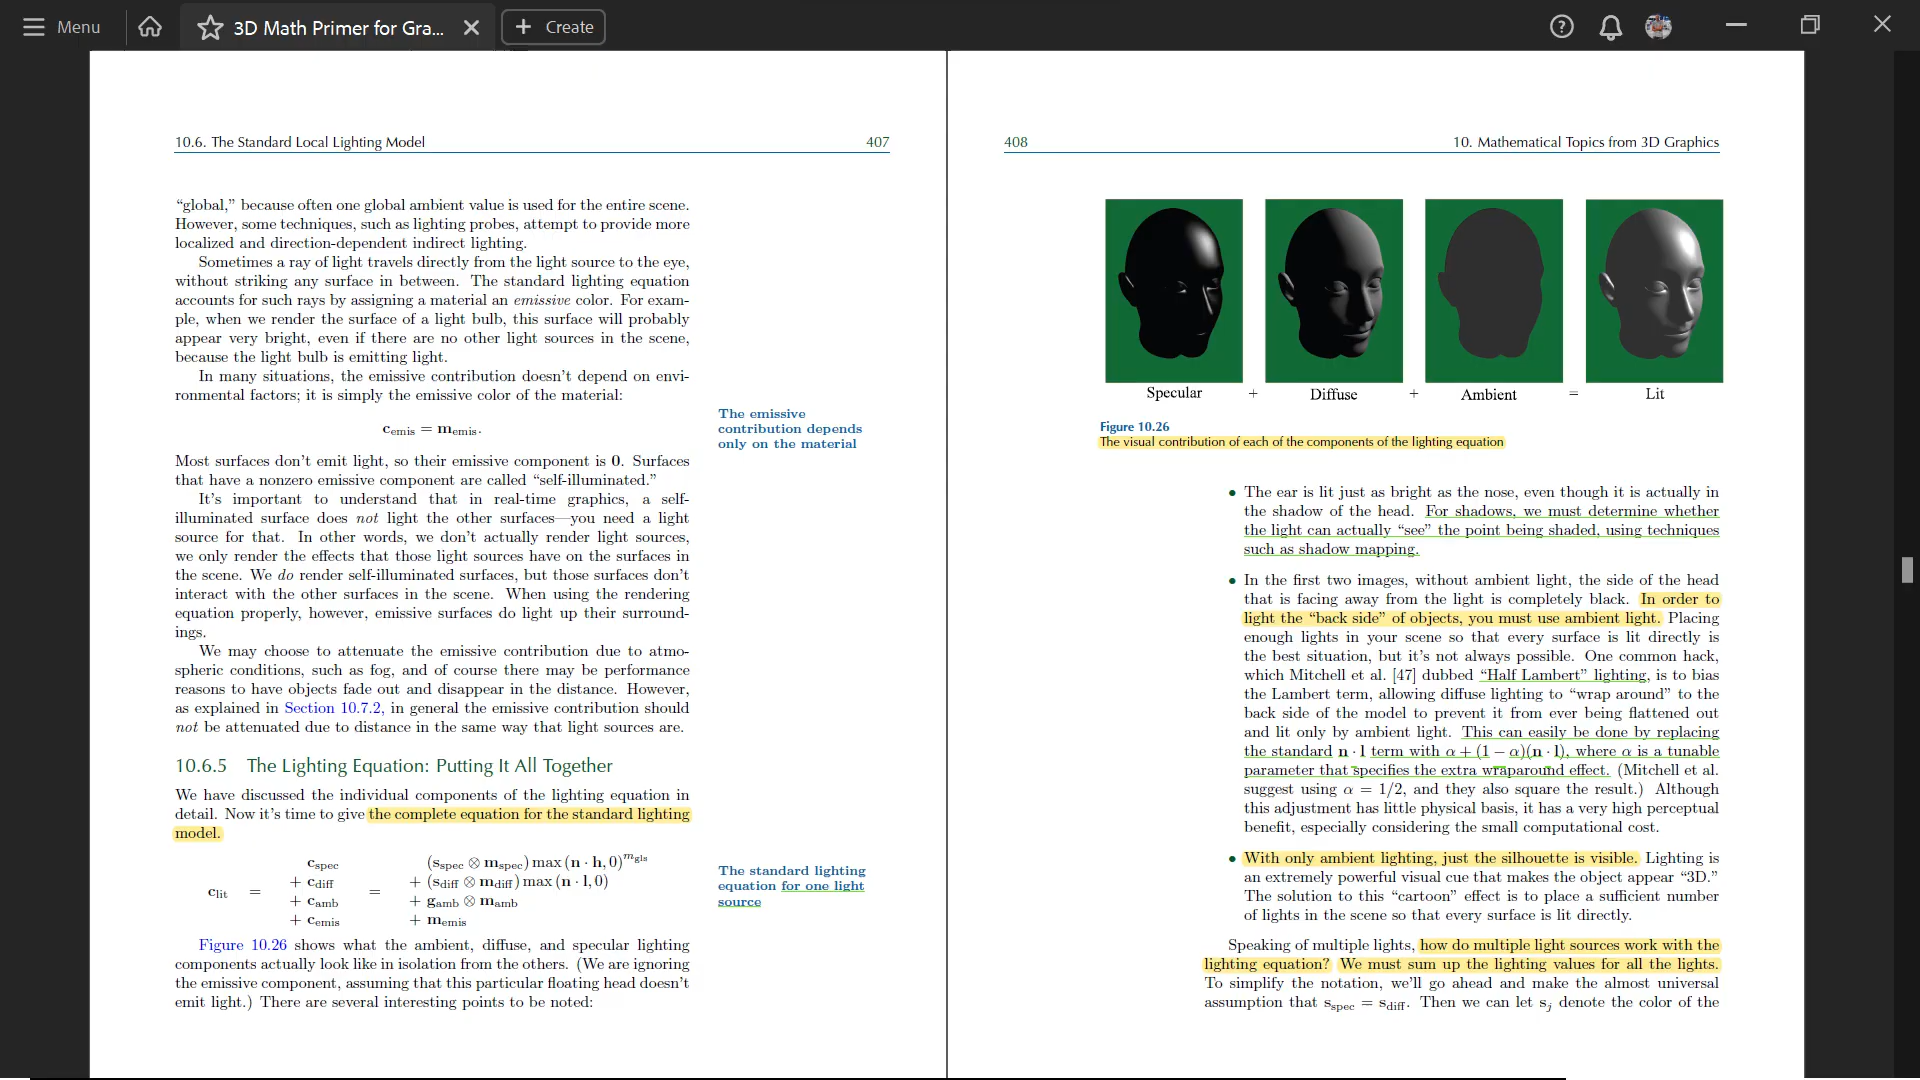 Menu
3D Math Primer for Gra...
Create
10.6. The Standard Local Lighting Model 407
“global,” because often one global ambient value is used for the entire scene.
However, some techniques, such as lighting probes, attempt to provide more
localized and direction-dependent indirect lighting.
Sometimes a ray of light travels directly from the light source to the eye,
without striking any surface in between. The standard lighting equation
accounts for such rays by assigning a material an emissive color. For exam-
ple, when we render the surface of a light bulb, this surface will probably
appear very bright, even if there are no other light sources in the scene,
because the light bulb is emitting light.
In many situations, the emissive contribution doesn’t depend on envi-
ronmental factors; it is simply the emissive color of the material:
c_emis = m_emis.
The emissive
contribution depends
only on the material
Most surfaces don’t emit light, so their emissive component is 0. Surfaces
that have a nonzero emissive component are called “self-illuminated.”
It’s important to understand that in real-time graphics, a self-
illuminated surface does not light the other surfaces—you need a light
source for that. In other words, we don’t actually render light sources,
we only render the effects that those light sources have on the surfaces in
the scene. We do render self-illuminated surfaces, but those surfaces don’t
interact with the other surfaces in the scene. When using the rendering
equation properly, however, emissive surfaces do light up their surround-
ings.
We may choose to attenuate the emissive contribution due to atmo-
spheric conditions, such as fog, and of course there may be performance
reasons to have objects fade out and disappear in the distance. However,
as explained in Section 10.7.2, in general the emissive contribution should
not be attenuated due to distance in the same way that light sources are.
10.6.5 The Lighting Equation: Putting It All Together
We have discussed the individual components of the lighting equation in
detail. Now it’s time to give the complete equation for the standard lighting
model.
c_spec (s_spec ⊗ m_spec) max (n · h, 0)^m_gls
+ c_diff + (s_diff ⊗ m_diff) max (n · l, 0)
c_lit = =
+ c_amb + g_amb ⊗ m_amb
+ c_emis + m_emis
The standard lighting
equation for one light
source
Figure 10.26 shows what the ambient, diffuse, and specular lighting
components actually look like in isolation from the others. (We are ignoring
the emissive component, assuming that this particular floating head doesn’t
emit light.) There are several interesting points to be noted:
408 10. Mathematical Topics from 3D Graphics
Specular + Diffuse + Ambient = Lit
Figure 10.26
The visual contribution of each of the components of the lighting equation
• The ear is lit just as bright as the nose, even though it is actually in
the shadow of the head. For shadows, we must determine whether
the light can actually “see” the point being shaded, using techniques
such as shadow mapping.
• In the first two images, without ambient light, the side of the head
that is facing away from the light is completely black. In order to
light the “back side” of objects, you must use ambient light. Placing
enough lights in your scene so that every surface is lit directly is
the best situation, but it’s not always possible. One common hack,
which Mitchell et al. [47] dubbed “Half Lambert” lighting, is to bias
the Lambert term, allowing diffuse lighting to “wrap around” to the
back side of the model to prevent it from ever being flattened out
and lit only by ambient light. This can easily be done by replacing
the standard n · l term with α + (1 − α)(n · l), where α is a tunable
parameter that specifies the extra wraparound effect. (Mitchell et al.
suggest using α = 1/2, and they also square the result.) Although
this adjustment has little physical basis, it has a very high perceptual
benefit, especially considering the small computational cost.
• With only ambient lighting, just the silhouette is visible. Lighting is
an extremely powerful visual cue that makes the object appear “3D.”
The solution to this “cartoon” effect is to place a sufficient number
of lights in the scene so that every surface is lit directly.
Speaking of multiple lights, how do multiple light sources work with the
lighting equation? We must sum up the lighting values for all the lights.
To simplify the notation, we’ll go ahead and make the almost universal
assumption that s_spec = s_diff. Then we can let s_j denote the color of the